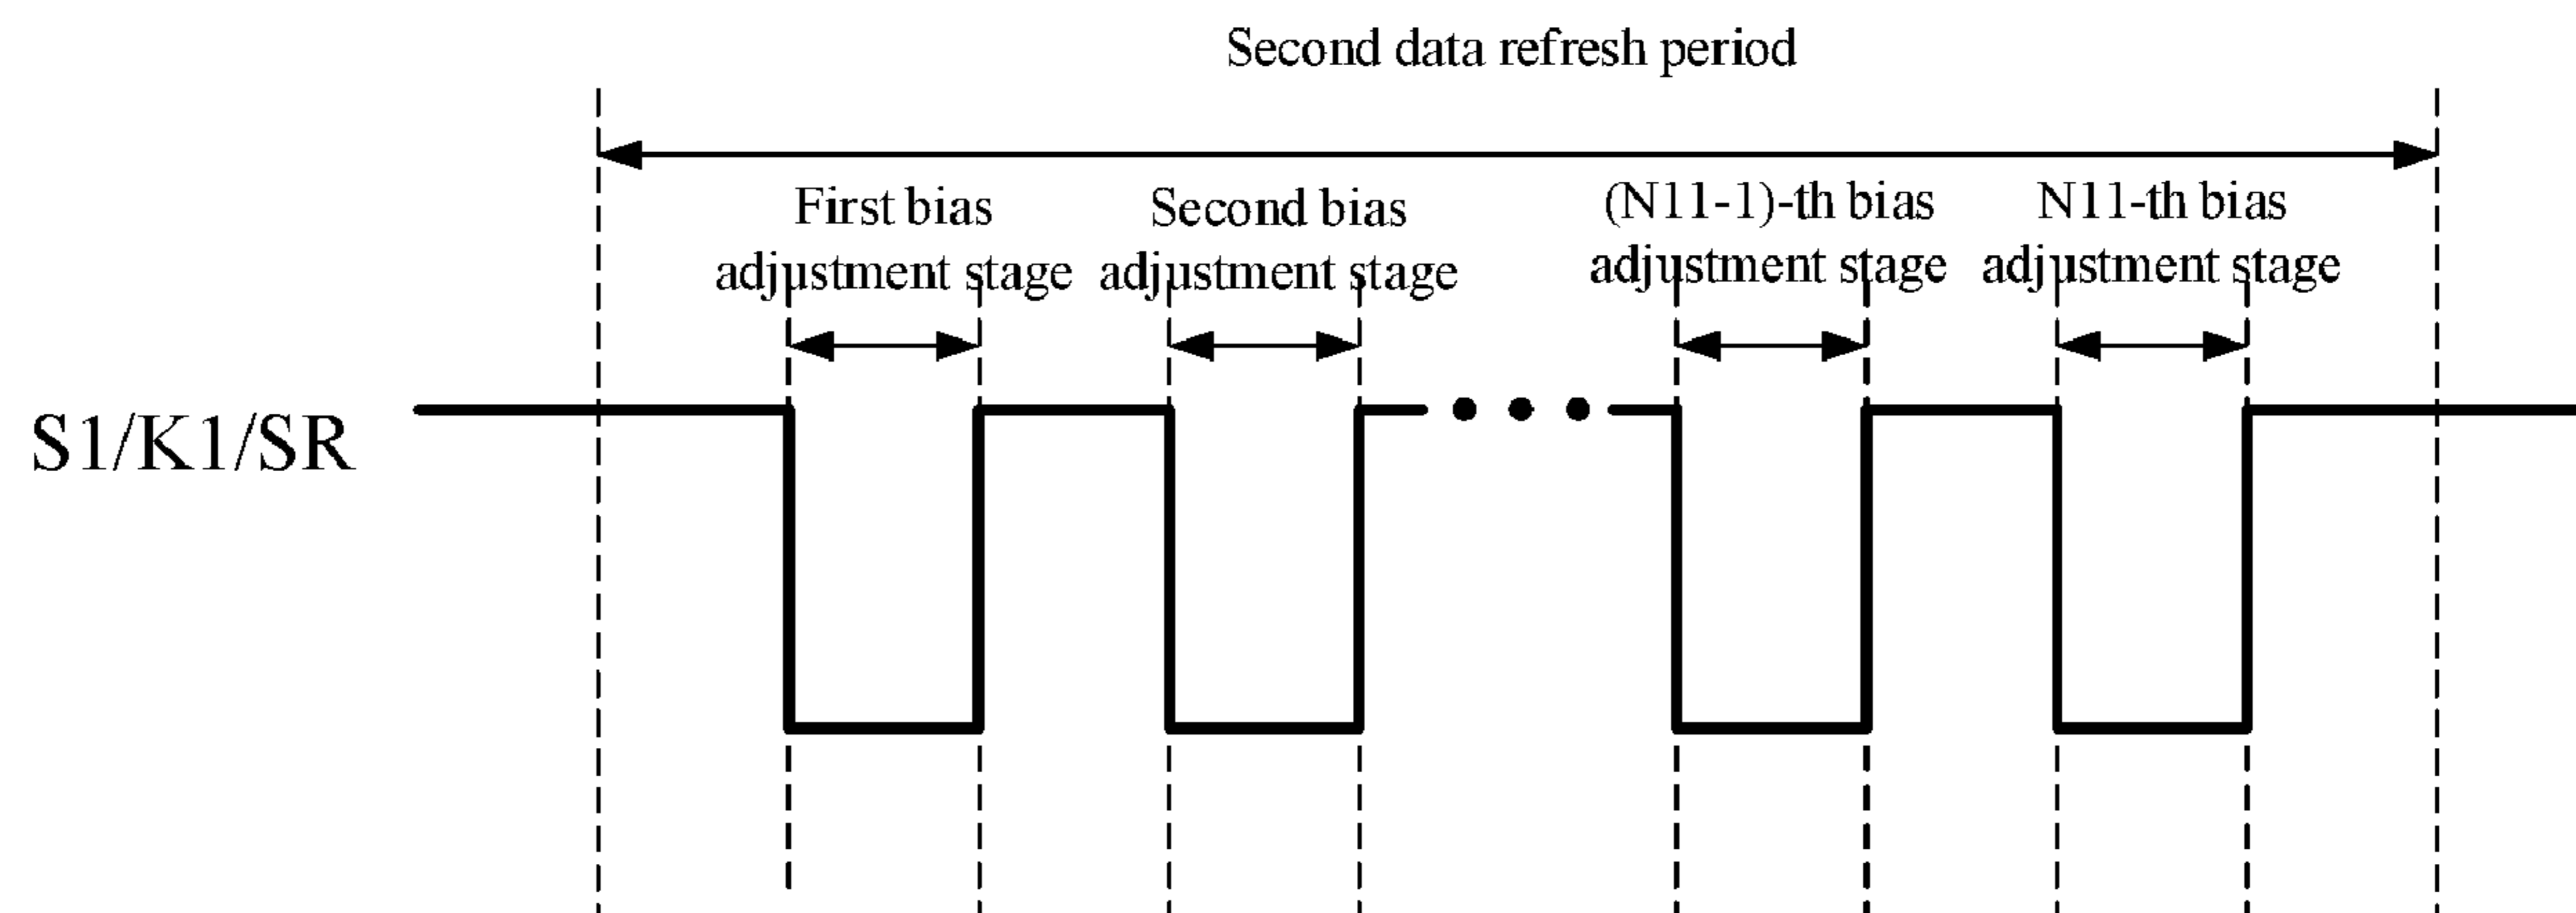 Second data refresh period
First bias
adjustment stage
Second bias
adjustment stage
(N11-1)-th bias
adjustment stage
N11-th bias
adjustment stage
S1/K1/SR